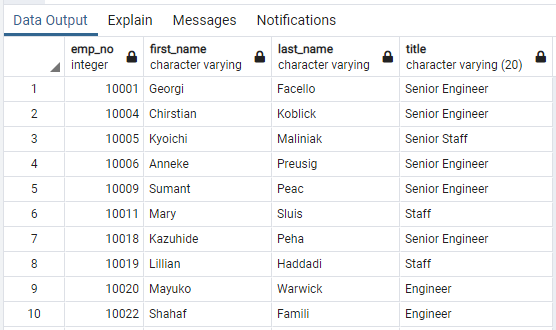 Data Output Explain Messages Notifications
emp_no first_name last_name title
integer character varying character varying character varying (20)
1 10001 Georgi Facello Senior Engineer
2 10004 Chirstian Koblick Senior Engineer
3 10005 Kyoichi Maliniak Senior Staff
4 10006 Anneke Preusig Senior Engineer
5 10009 Sumant Peac Senior Engineer
6 10011 Mary Sluis Staff
7 10018 Kazuhide Peha Senior Engineer
8 10019 Lillian Haddadi Staff
9 10020 Mayuko Warwick Engineer
10 10022 Shahaf Famili Engineer